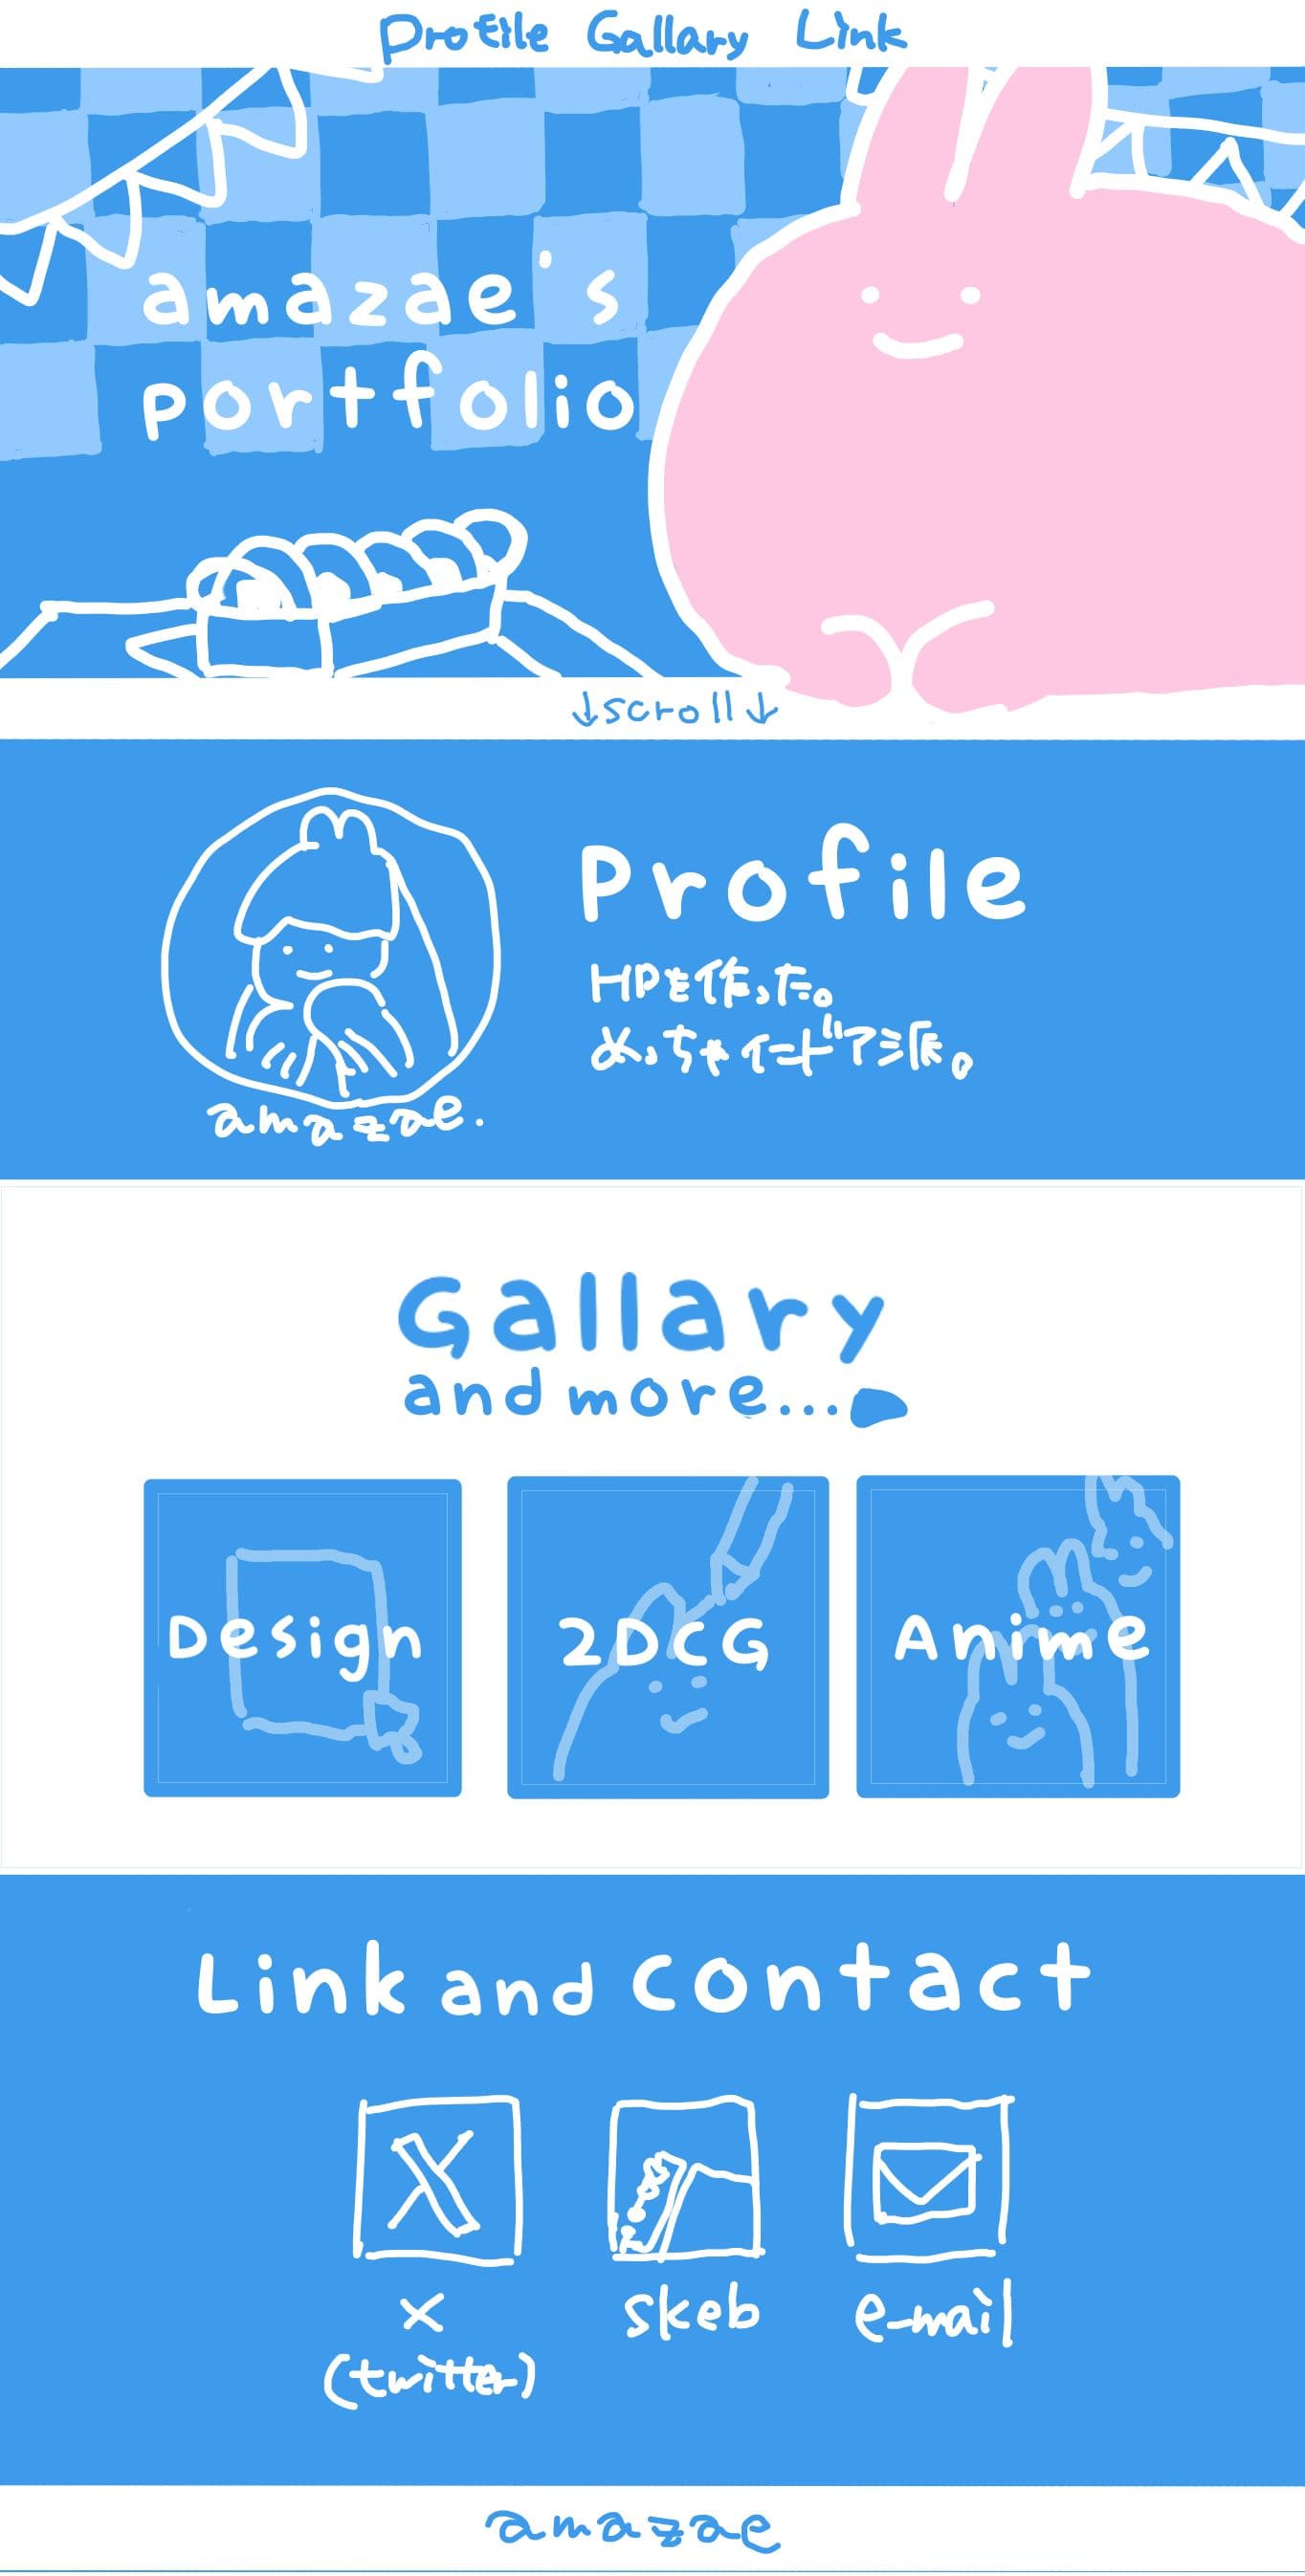 Profile Gallary Link
amazae's
portfolio
↓scroll↓
Profile
HPを作った。
めっちゃインドア派。
amazae.
Gallary
and more...
Design
2DCG
Anime
Link and contact
X
(twitter)
skeb
e-mail
amazae